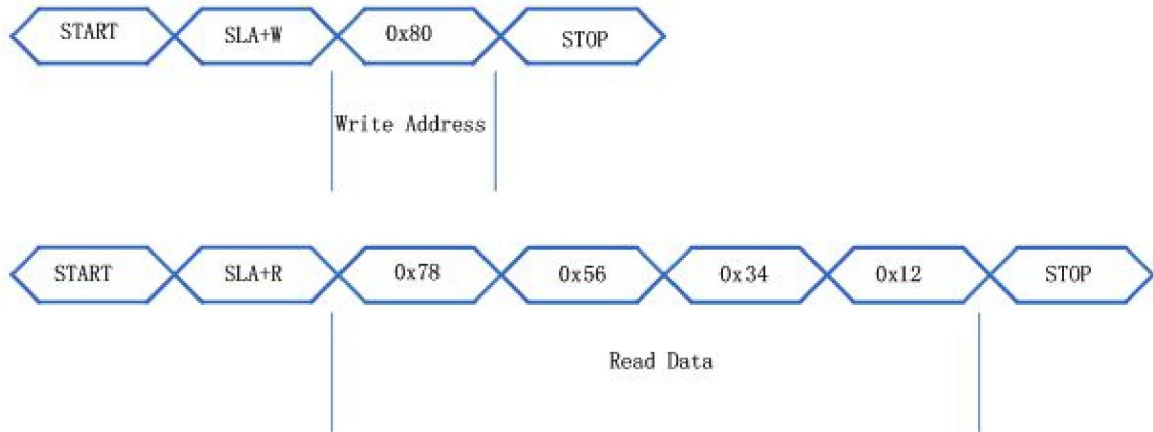 START SLA+W 0x80 STOP
Write Address
START SLA+R 0x78 0x56 0x34 0x12 STOP
Read Data